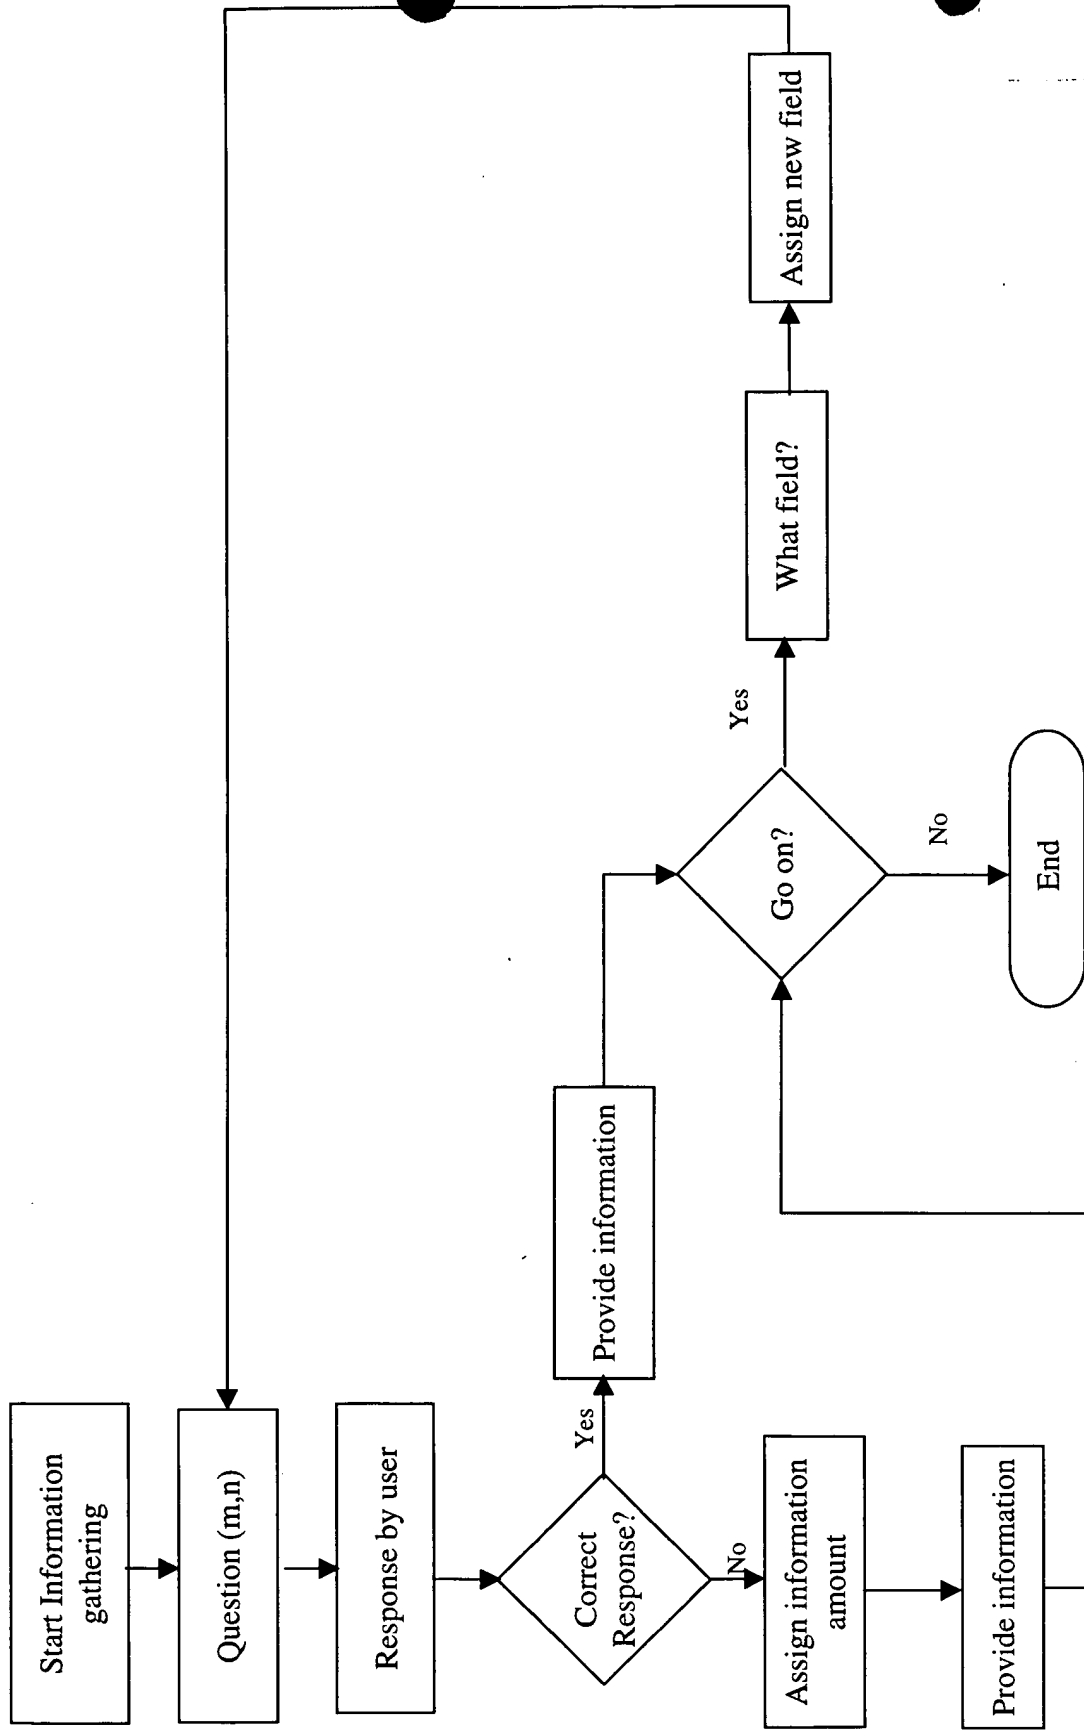 Start Information
gathering
Question (m,n)
Response by user
Correct
Response?
Yes
Provide information
No
Assign information
amount
Provide information
Go on?
Yes
What field?
Assign new field
No
End